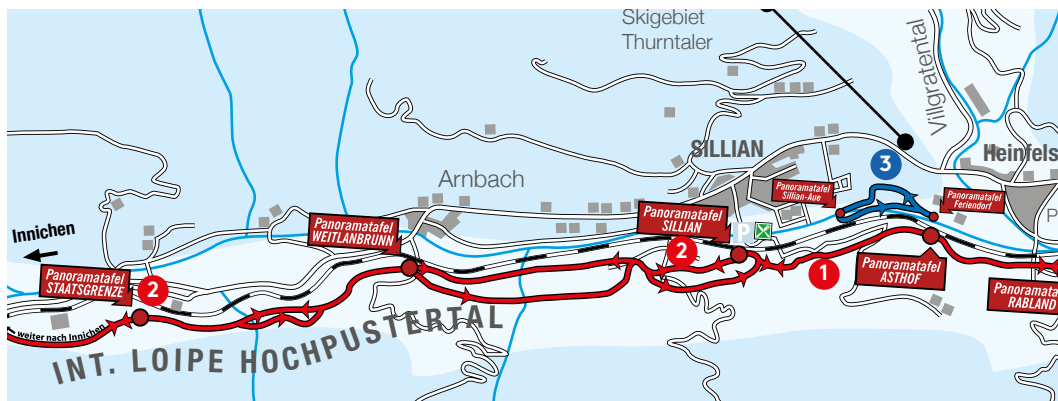 Skigebiet
Thurntaler
Villgratental
SILLIAN
3
Heinfels
Arnbach
Panoramatafel
Sillian-Aue
Panoramatafel
Feriendorf
Panoramatafel
SILLIAN
P
Panoramatafel
WEITLANBRUNN
Innichen
2
1
Panoramatafel
ASTHOF
Panoramatafel
STAATSGRENZE
2
RABLAND
weiter nach Innichen
INT. LOIPE HOCHPUSTERTAL